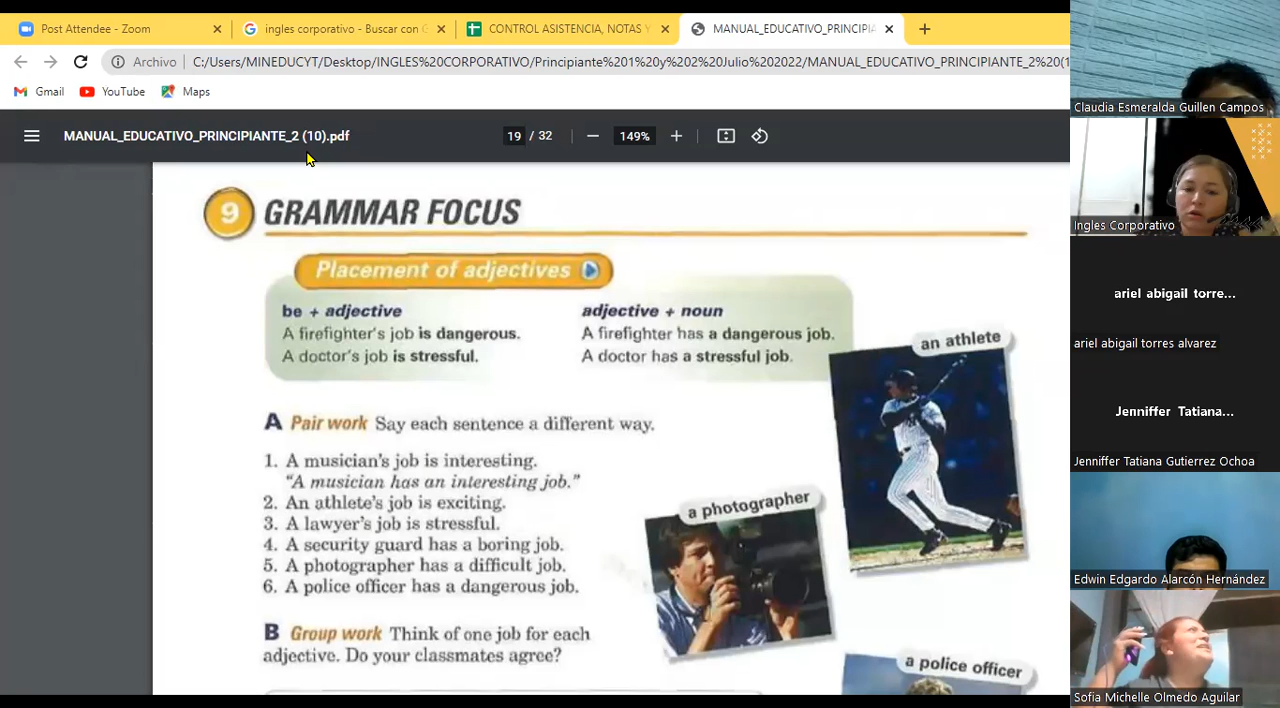 Post Attendee - Zoom
ingles corporativo - Buscar con G
CONTROL ASISTENCIA, NOTAS Y
MANUAL_EDUCATIVO_PRINCIPIA
Archivo
C:/Users/MINEDUCYT/Desktop/INGLES%20CORPORATIVO/Principiante%201%20y%202%20Julio%202022/MANUAL_EDUCATIVO_PRINCIPIANTE_2%20(1
Gmail
YouTube
Maps
MANUAL_EDUCATIVO_PRINCIPIANTE_2 (10).pdf
19 / 32
149%
9 GRAMMAR FOCUS
Placement of adjectives
be + adjective
A firefighter's job is dangerous.
A doctor's job is stressful.
adjective + noun
A firefighter has a dangerous job.
A doctor has a stressful job.
an athlete
A Pair work Say each sentence a different way.
1. A musician's job is interesting.
"A musician has an interesting job."
2. An athlete's job is exciting.
3. A lawyer's job is stressful.
4. A security guard has a boring job.
5. A photographer has a difficult job.
6. A police officer has a dangerous job.
a photographer
B Group work Think of one job for each
adjective. Do your classmates agree?
a police officer
Claudia Esmeralda Guillen Campos
Ingles Corporativo
ariel abigail torre...
ariel abigail torres alvarez
Jenniffer Tatiana...
Jenniffer Tatiana Gutierrez Ochoa
Edwin Edgardo Alarcón Hernández
Sofia Michelle Olmedo Aguilar